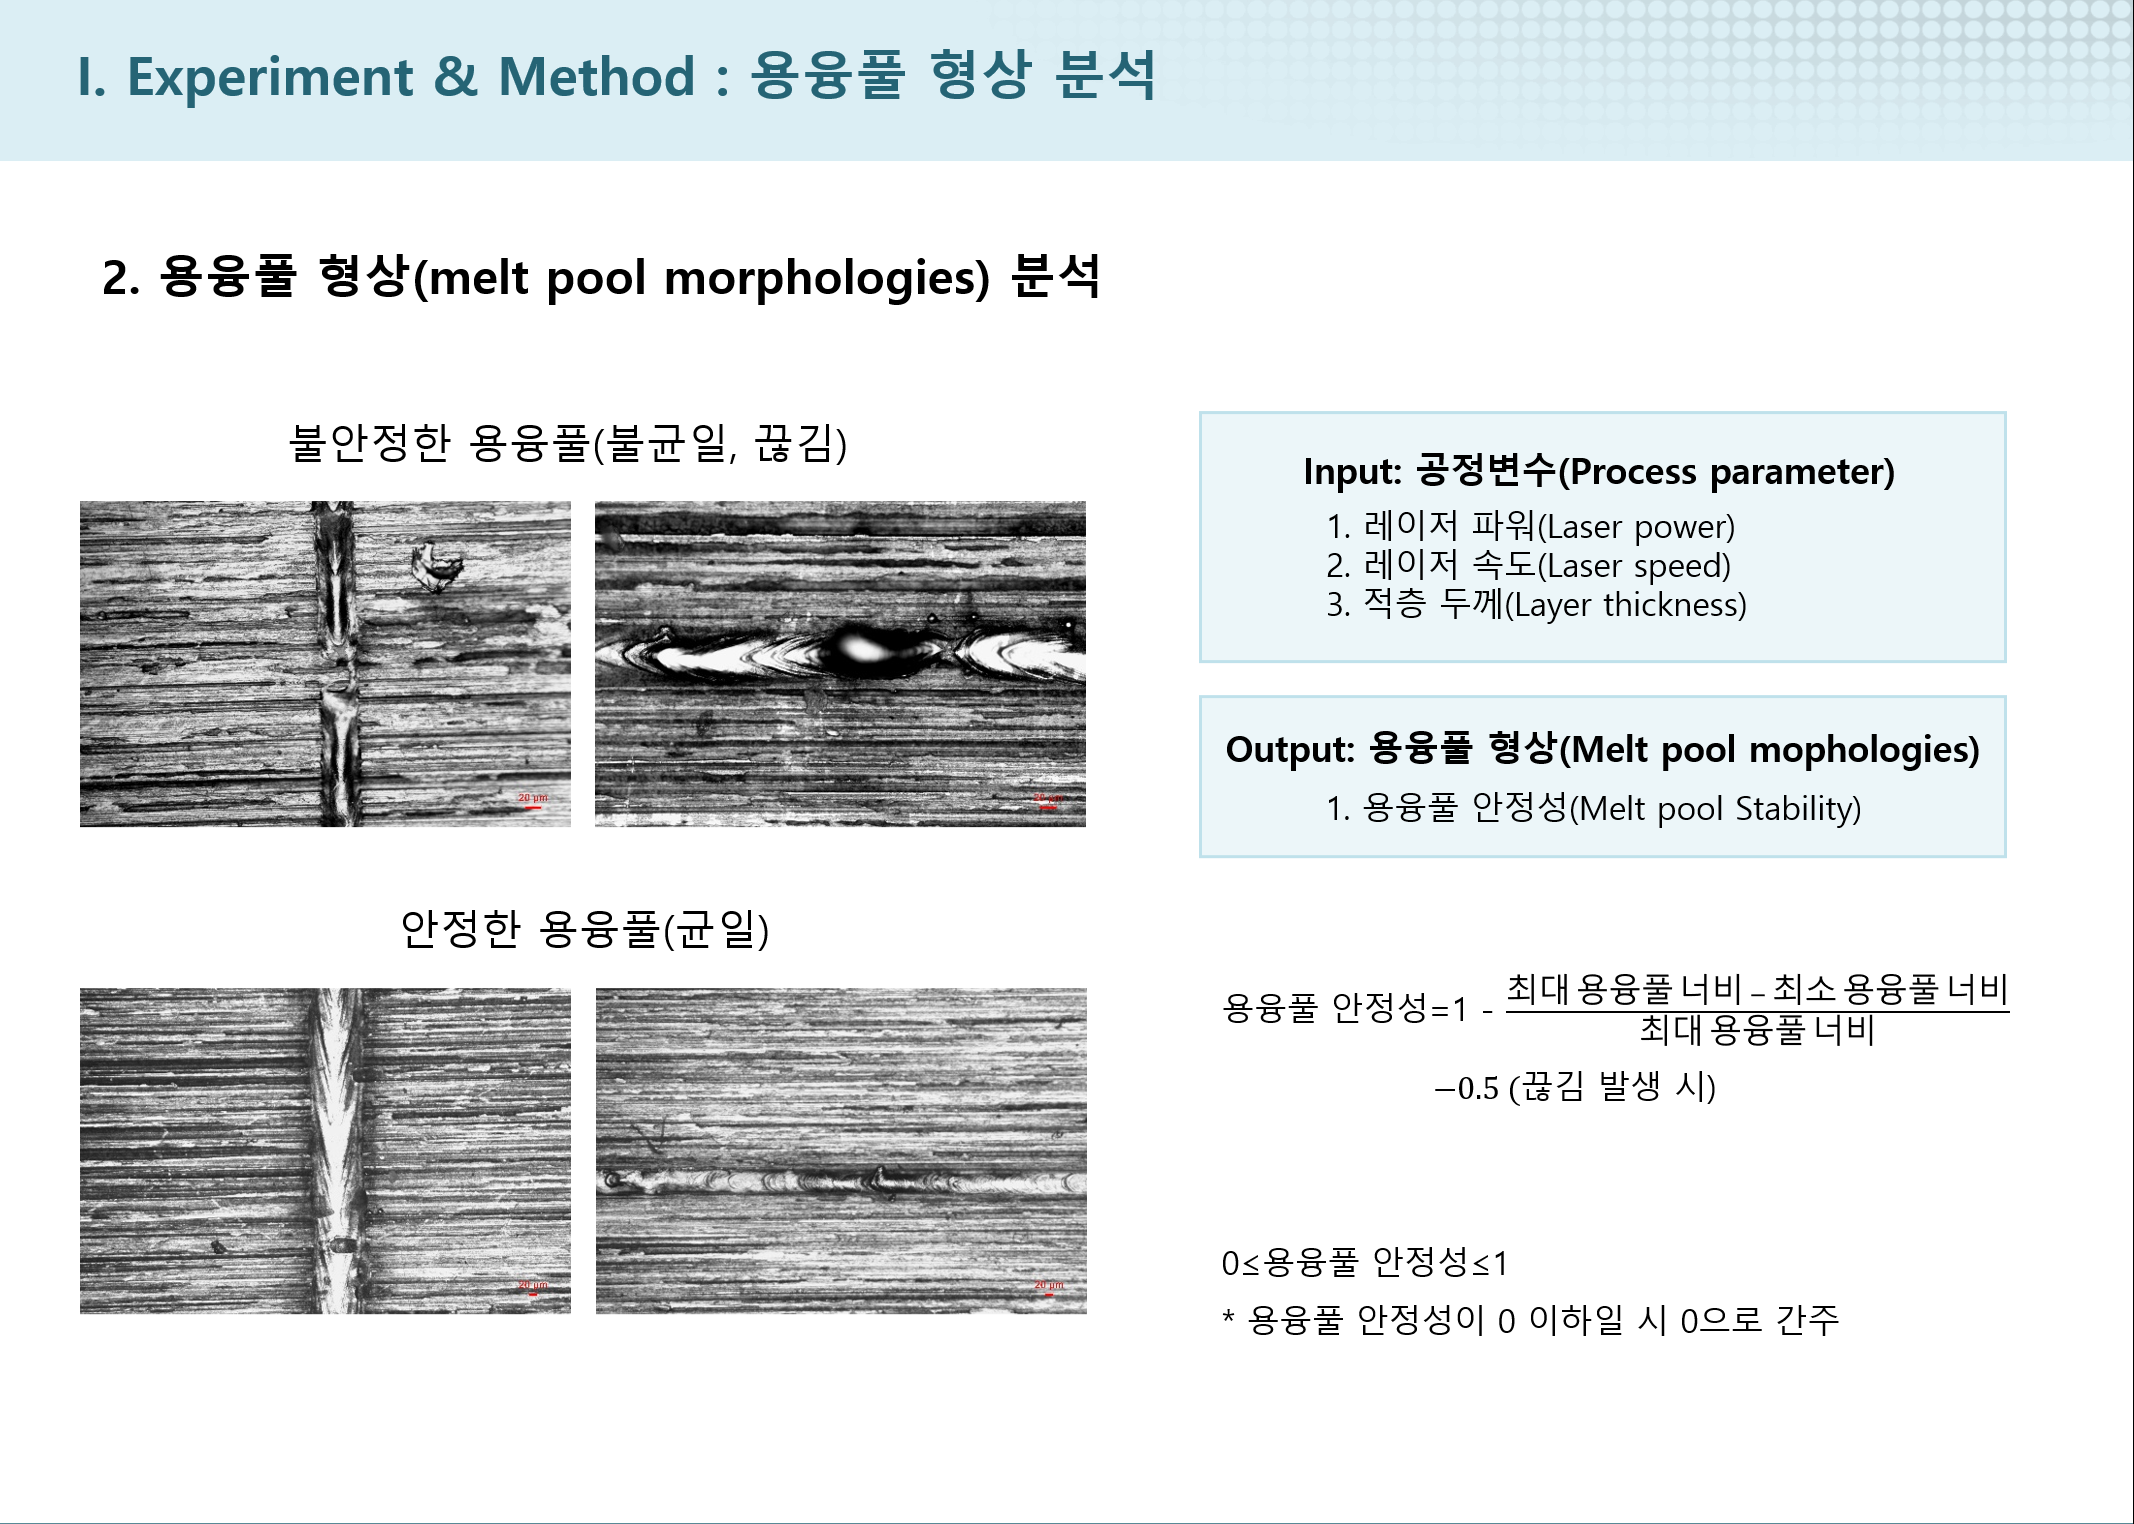 I. Experiment & Method : 용융풀 형상 분석
2. 용융풀 형상(melt pool morphologies) 분석
불안정한 용융풀(불균일, 끊김)
20 μm
20 μm
안정한 용융풀(균일)
20 μm
20 μm
Input: 공정변수(Process parameter)
1. 레이저 파워(Laser power)
2. 레이저 속도(Laser speed)
3. 적층 두께(Layer thickness)
Output: 용융풀 형상(Melt pool mophologies)
1. 용융풀 안정성(Melt pool Stability)
용융풀 안정성=1 - 최대 용융풀 너비 – 최소 용융풀 너비
최대 용융풀 너비
−0.5 (끊김 발생 시)
0≤용융풀 안정성≤1
* 용융풀 안정성이 0 이하일 시 0으로 간주